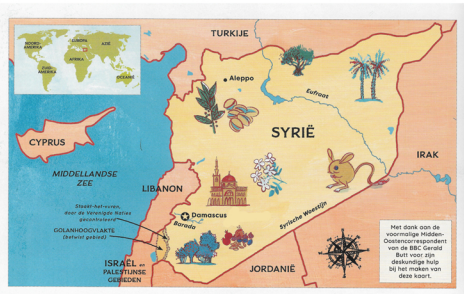 TURKIJE
NOORD-
AMERIKA
EUROPA
AZIË
AFRIKA
ZUID-
AMERIKA
OCEANIË
Aleppo
Eufraat
SYRIË
CYPRUS
IRAK
MIDDELLANDSE
ZEE
LIBANON
Staakt-het-vuren,
door de Verenigde Naties
gecontroleerd
Damascus
Barada
Syrische Woestijn
GOLANHOOGVLAKTE
(betwist gebied)
ISRAËL en
PALESTIJNSE
GEBIEDEN
JORDANIË
Met dank aan de
voormalige Midden-
Oostencorrespondent
van de BBC Gerald
Butt voor zijn
deskundige hulp
bij het maken van
deze kaart.